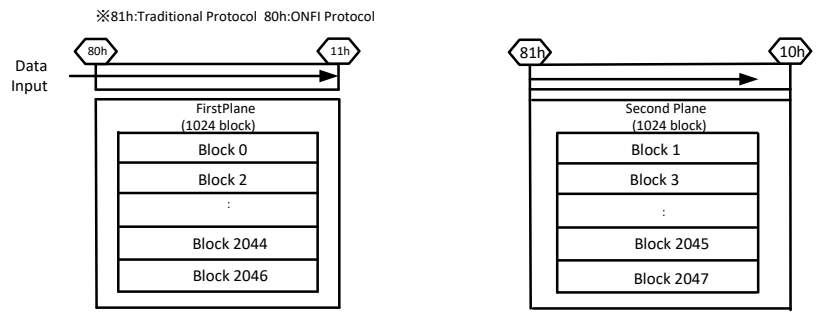 ※81h:Traditional Protocol 80h:ONFI Protocol
80h
11h
81h
10h
Data
Input
FirstPlane
(1024 block)
Block 0
Block 2
:
Block 2044
Block 2046
Second Plane
(1024 block)
Block 1
Block 3
:
Block 2045
Block 2047